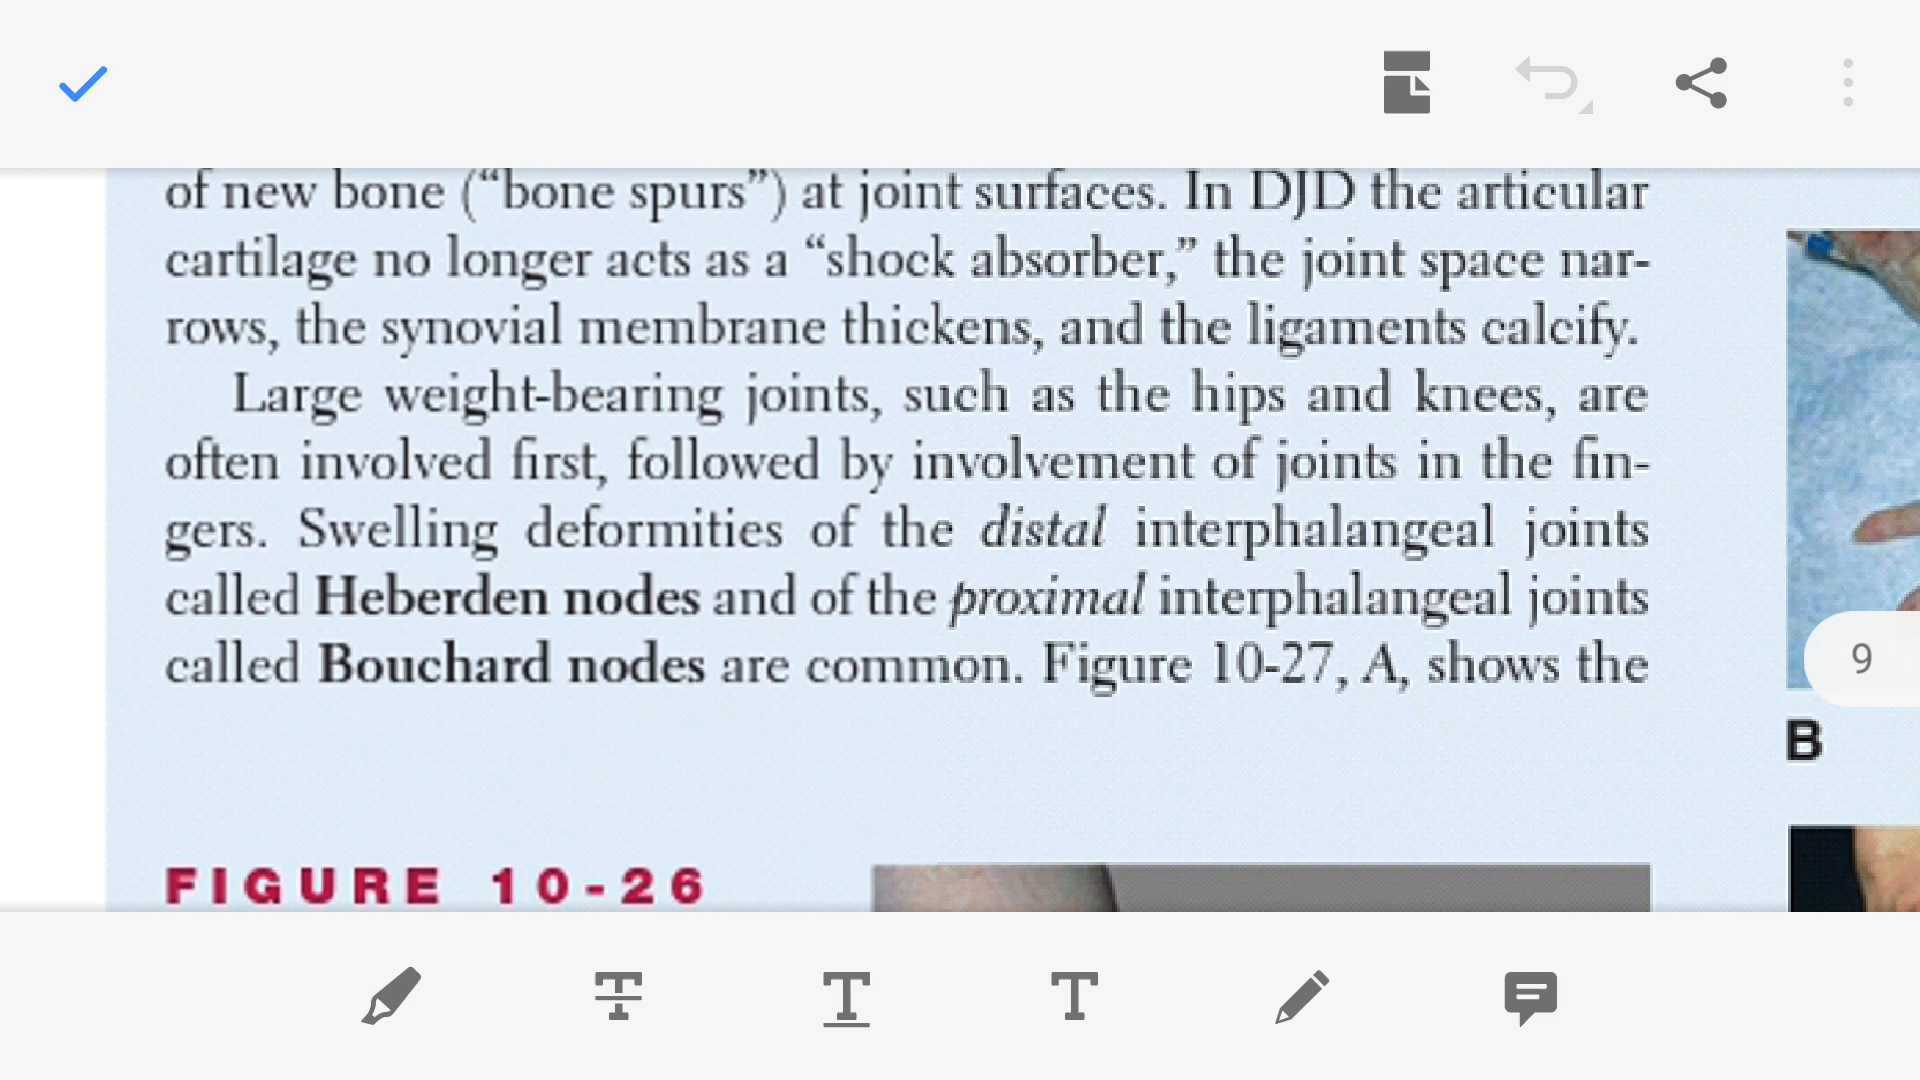 of new bone (“bone spurs”) at joint surfaces. In DJD the articular
cartilage no longer acts as a “shock absorber,” the joint space nar-
rows, the synovial membrane thickens, and the ligaments calcify.
Large weight-bearing joints, such as the hips and knees, are
often involved first, followed by involvement of joints in the fin-
gers. Swelling deformities of the distal interphalangeal joints
called Heberden nodes and of the proximal interphalangeal joints
called Bouchard nodes are common. Figure 10-27, A, shows the
9
B
FIGURE 10-26
T
T
T